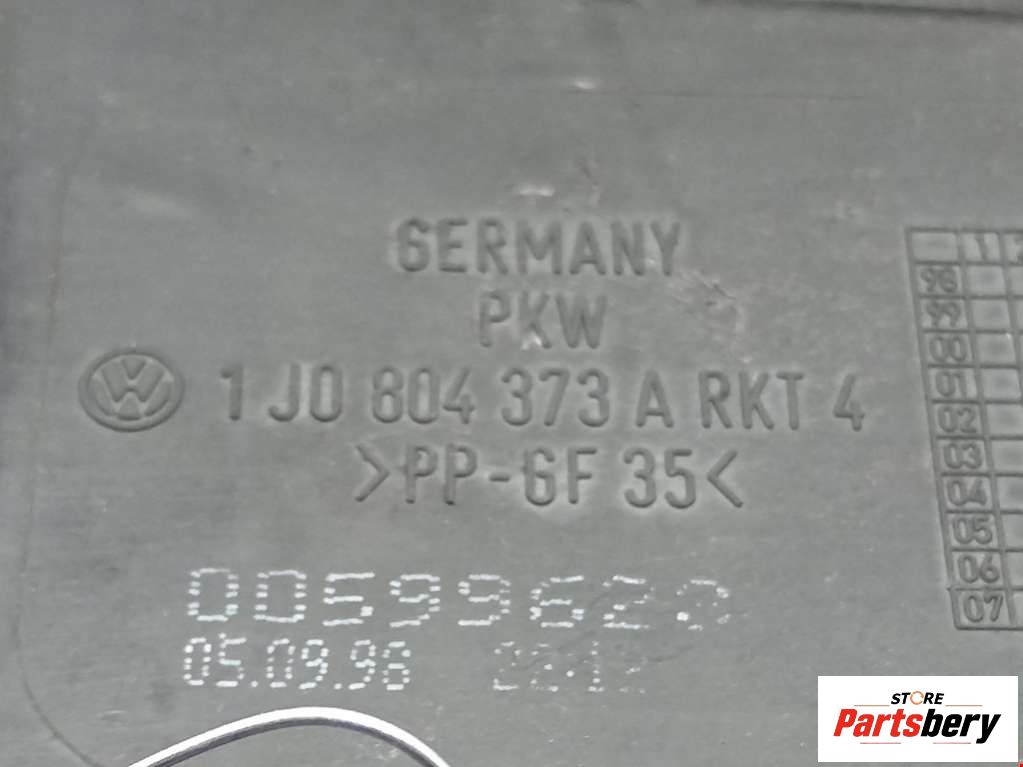 GERMANY
PKW
1 J0 804 373 A RKT 4
>PP-GF 35<
05.09.98
1
98
99
00
01
02
03
04
05
06
07
STORE
Partsbery